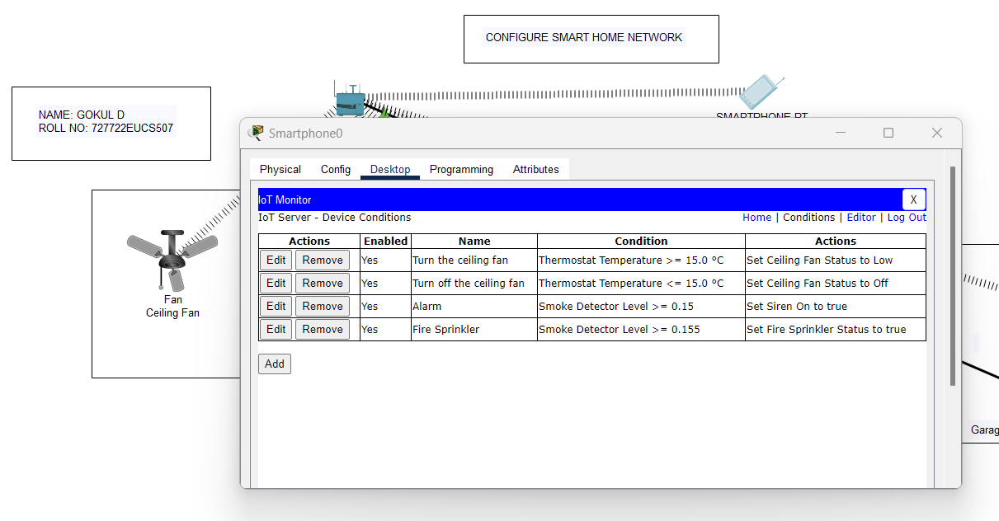 CONFIGURE SMART HOME NETWORK
NAME: GOKUL D
ROLL NO: 727722EUCS507
SMARTPHONE PT
Smartphone0
Physical Config Desktop Programming Attributes
IoT Monitor X
IoT Server - Device Conditions Home | Conditions | Editor | Log Out
Actions Enabled Name Condition Actions
Edit Remove Yes Turn the ceiling fan Thermostat Temperature >= 15.0 °C Set Ceiling Fan Status to Low
Edit Remove Yes Turn off the ceiling fan Thermostat Temperature <= 15.0 °C Set Ceiling Fan Status to Off
Edit Remove Yes Alarm Smoke Detector Level >= 0.15 Set Siren On to true
Edit Remove Yes Fire Sprinkler Smoke Detector Level >= 0.155 Set Fire Sprinkler Status to true
Add
Fan
Ceiling Fan
Garag